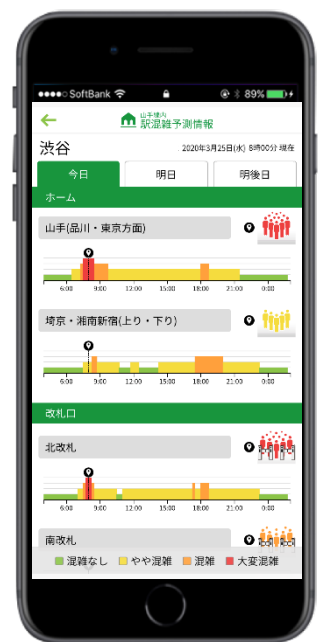 SoftBank 89%
山手線内
駅混雑予測情報
渋谷 2020年3月25日(水) 8時00分 現在
今日 明日 明後日
ホーム
山手(品川・東京方面)
6:00 9:00 12:00 15:00 18:00 21:00 0:00
埼京・湘南新宿(上り・下り)
6:00 9:00 12:00 15:00 18:00 21:00 0:00
改札口
北改札
6:00 9:00 12:00 15:00 18:00 21:00 0:00
南改札
混雑なし やや混雑 混雑 大変混雑